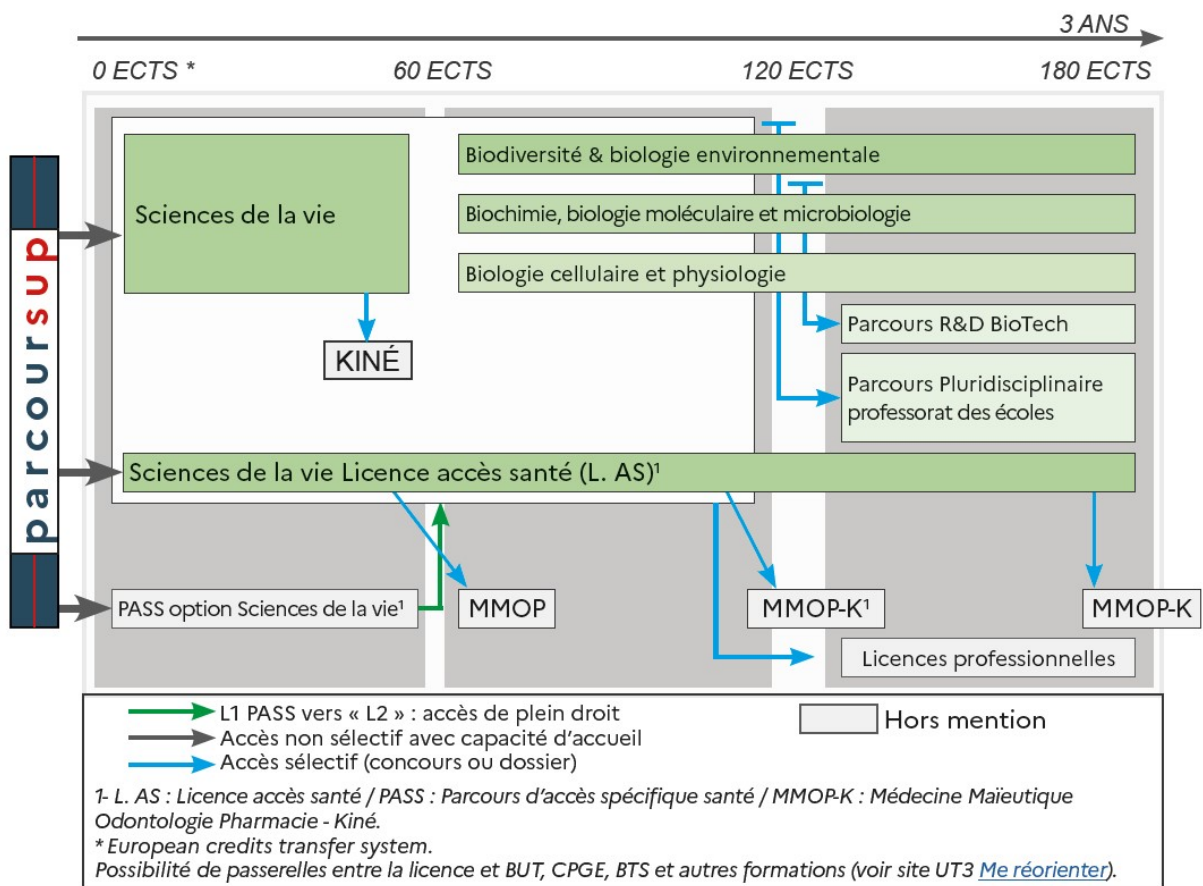 3 ANS
0 ECTS *
60 ECTS
120 ECTS
180 ECTS
parcoursup
Sciences de la vie
Biodiversité & biologie environnementale
Biochimie, biologie moléculaire et microbiologie
Biologie cellulaire et physiologie
KINÉ
Parcours R&D BioTech
Parcours Pluridisciplinaire
professorat des écoles
Sciences de la vie Licence accès santé (L. AS)¹
PASS option Sciences de la vie¹
MMOP
MMOP-K¹
MMOP-K
Licences professionnelles
L1 PASS vers « L2 » : accès de plein droit
Accès non sélectif avec capacité d'accueil
Accès sélectif (concours ou dossier)
Hors mention
1- L. AS : Licence accès santé / PASS : Parcours d'accès spécifique santé / MMOP-K : Médecine Maïeutique
Odontologie Pharmacie - Kiné.
* European credits transfer system.
Possibilité de passerelles entre la licence et BUT, CPGE, BTS et autres formations (voir site UT3 Me réorienter).